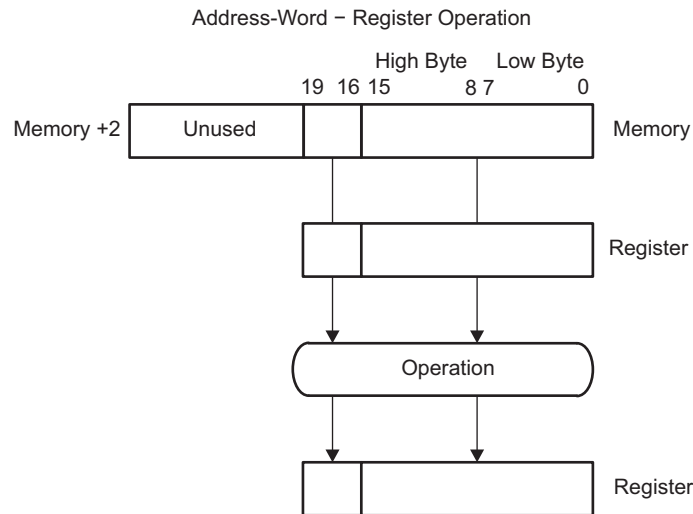 Address-Word − Register Operation
High Byte Low Byte
19 16 15 8 7 0
Memory +2 Unused Memory
Register
Operation
Register